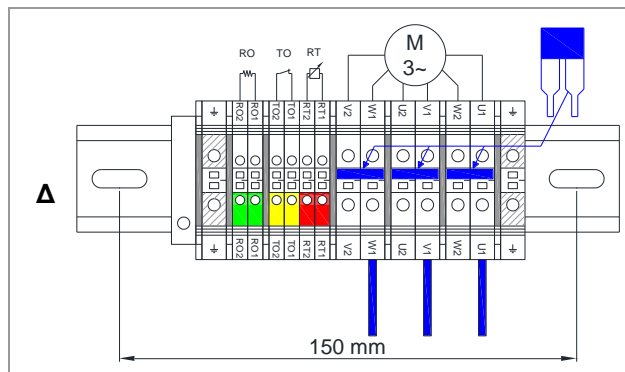 M
3~
RO TO RT
RO2 RO1 TO2 TO1 RT2 RT1 V2 W1 U2 V1 W2 U1
Δ
RO2 RO1 TO2 TO1 RT2 RT1 V2 W1 U2 V1 W2 U1
150 mm